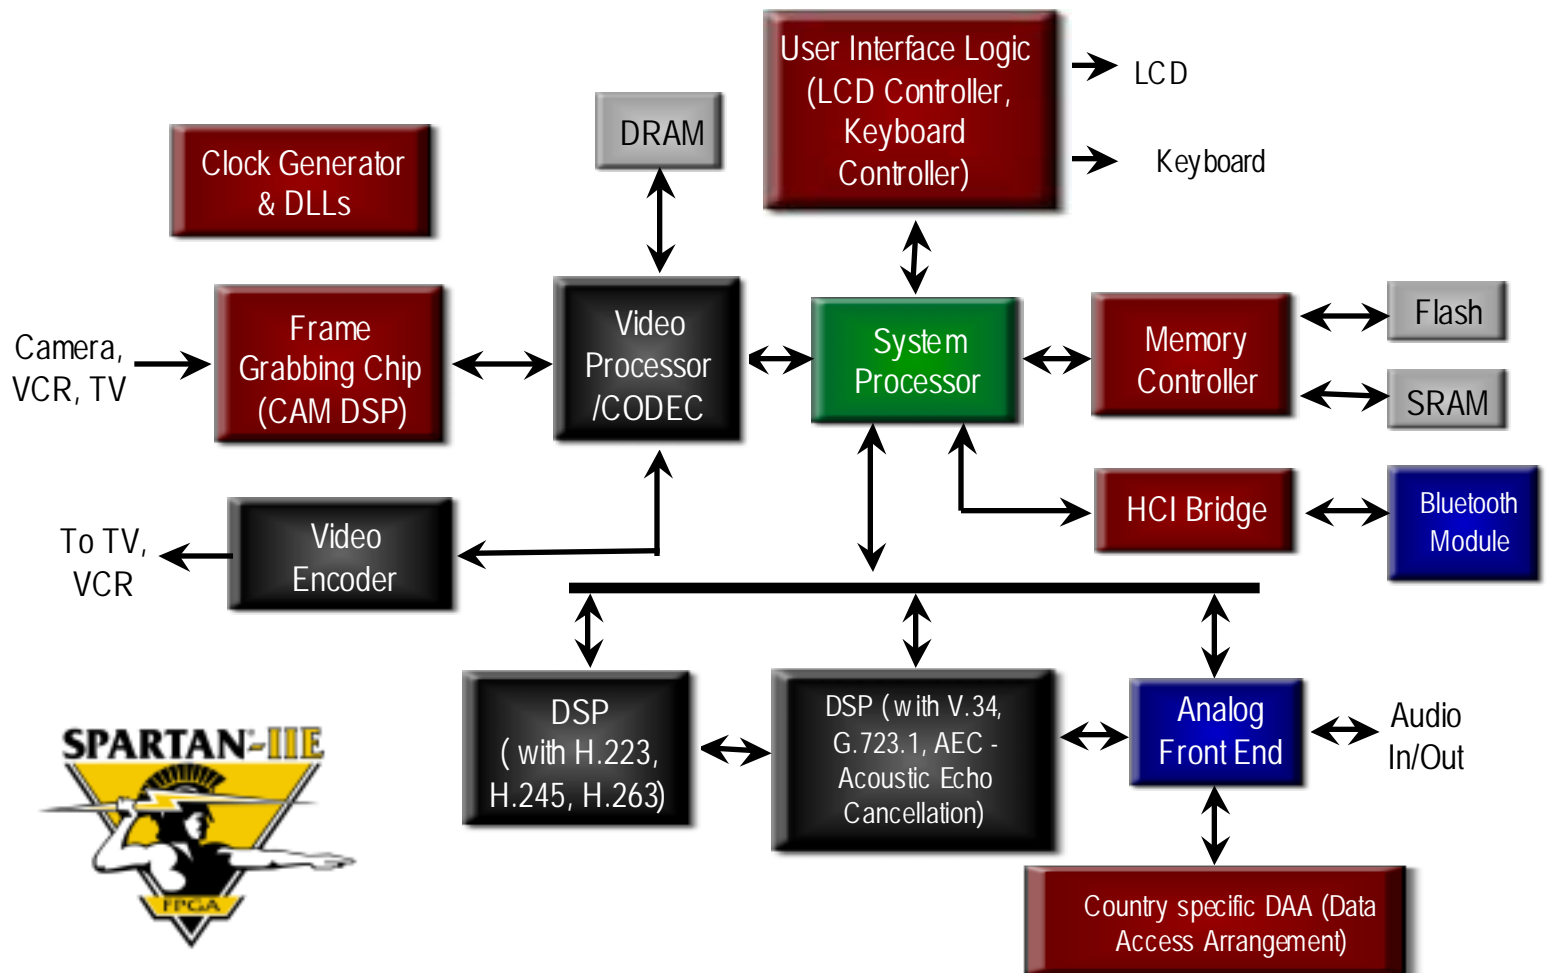 User Interface Logic
(LCD Controller,
Keyboard
Controller)
LCD
Keyboard
DRAM
Clock Generator
& DLLs
Camera,
VCR, TV
Frame
Grabbing Chip
(CAM DSP)
Video
Processor
/CODEC
System
Processor
Memory
Controller
Flash
SRAM
HCI Bridge
Bluetooth
Module
To TV,
VCR
Video
Encoder
DSP
( with H.223,
H.245, H.263)
DSP ( with V.34,
G.723.1, AEC -
Acoustic Echo
Cancellation)
Analog
Front End
Audio
In/Out
Country specific DAA (Data
Access Arrangement)
SPARTAN®-IIE
FPGA